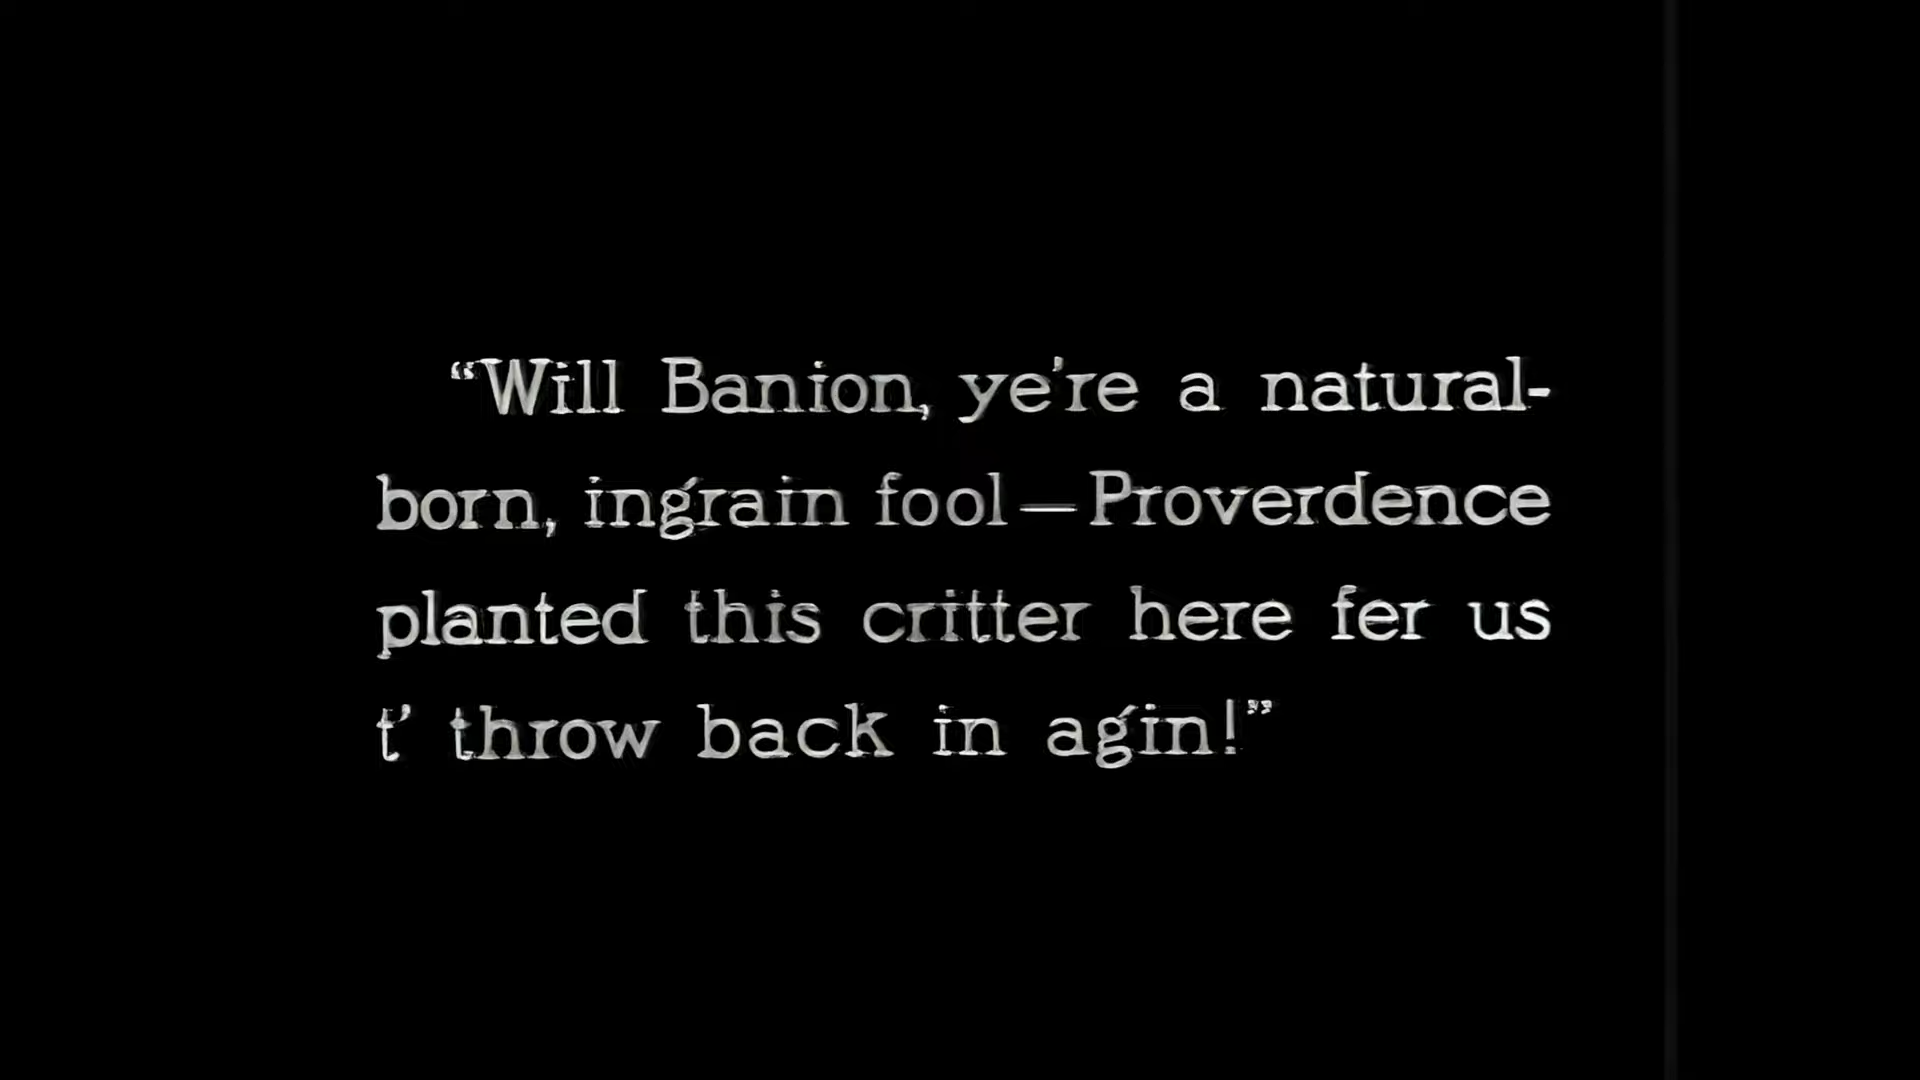 “Will Banion, ye're a natural-
born, ingrain fool—Proverdence
planted this critter here fer us
t' throw back in agin!”